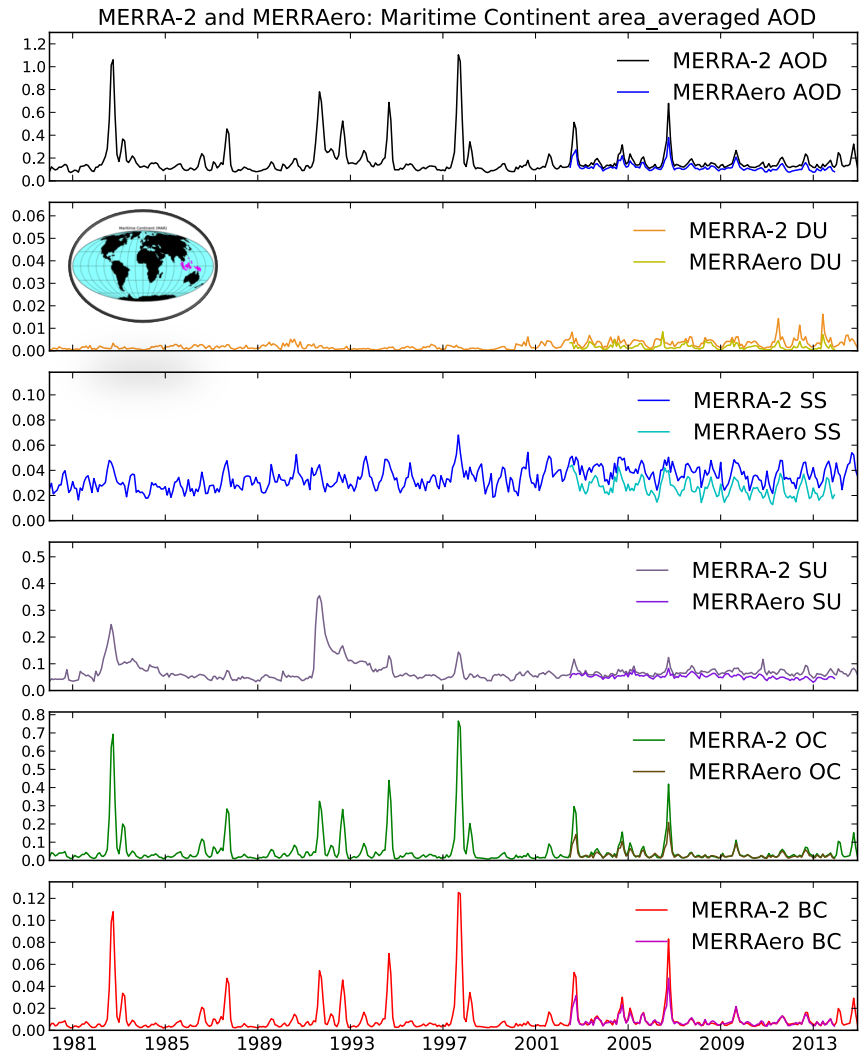 MERRA-2 and MERRAero: Maritime Continent area_averaged AOD
1.2
1.0
0.8
0.6
0.4
0.2
0.0
MERRA-2 AOD
MERRAero AOD
0.06
0.05
0.04
0.03
0.02
0.01
0.00
Maritime Continent (MAR)
MERRA-2 DU
MERRAero DU
0.10
0.08
0.06
0.04
0.02
0.00
MERRA-2 SS
MERRAero SS
0.5
0.4
0.3
0.2
0.1
0.0
MERRA-2 SU
MERRAero SU
0.8
0.7
0.6
0.5
0.4
0.3
0.2
0.1
0.0
MERRA-2 OC
MERRAero OC
0.12
0.10
0.08
0.06
0.04
0.02
0.00
MERRA-2 BC
MERRAero BC
1981 1985 1989 1993 1997 2001 2005 2009 2013